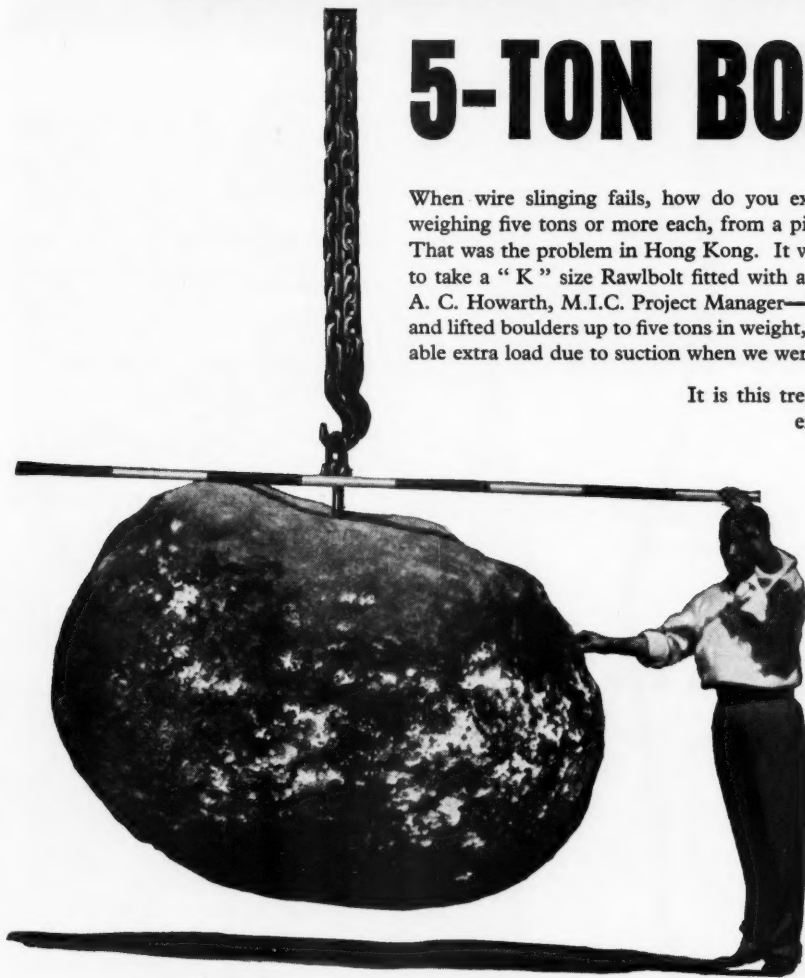 5-TON BO
When wire slinging fails, how do you ex
weighing five tons or more each, from a pi
That was the problem in Hong Kong. It w
to take a “ K ” size Rawlbolt fitted with a
A. C. Howarth, M.I.C. Project Manager—
and lifted boulders up to five tons in weight,
able extra load due to suction when we wer
It is this tre
e